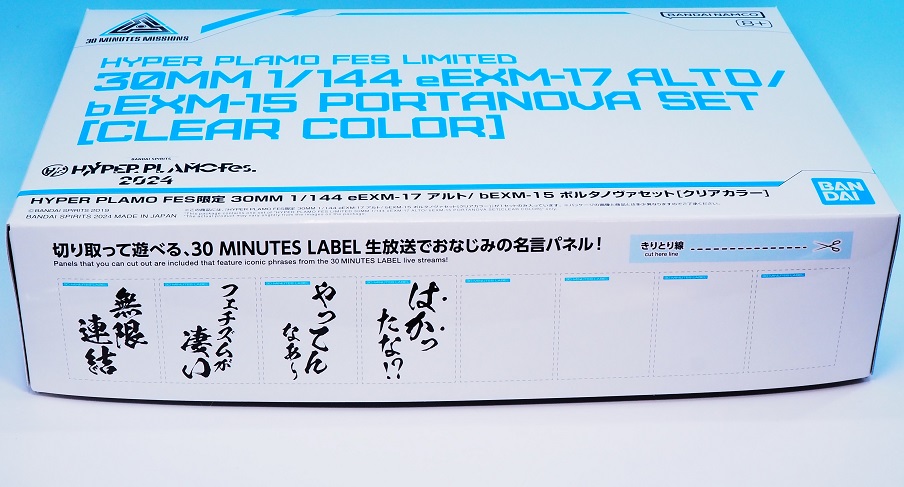 30 MINUTES MISSIONS
BANDAI NAMCO
8+
HYPER PLAMO FES LIMITED
30MM 1/144 eEXM-17 ALTO/
bEXM-15 PORTANOVA SET
[CLEAR COLOR]
BANDAI SPIRITS
HYPER PLAMO Fes.
2024
HYPER PLAMO FES限定 30MM 1/144 eEXM-17 アルト/ bEXM-15 ポルタノヴァセット[クリアカラー]
©BANDAI SPIRITS 2019
BANDAI SPIRITS 2024 MADE IN JAPAN
BAN
DAI
切り取って遊べる、30 MINUTES LABEL 生放送でおなじみの名言パネル!
Panels that you can cut out are included that feature iconic phrases from the 30 MINUTES LABEL live streams!
きりとり線
cut here line
無限
連結
フェチズムが
凄い
やってん
なぁ〜
はかっ
たな!?